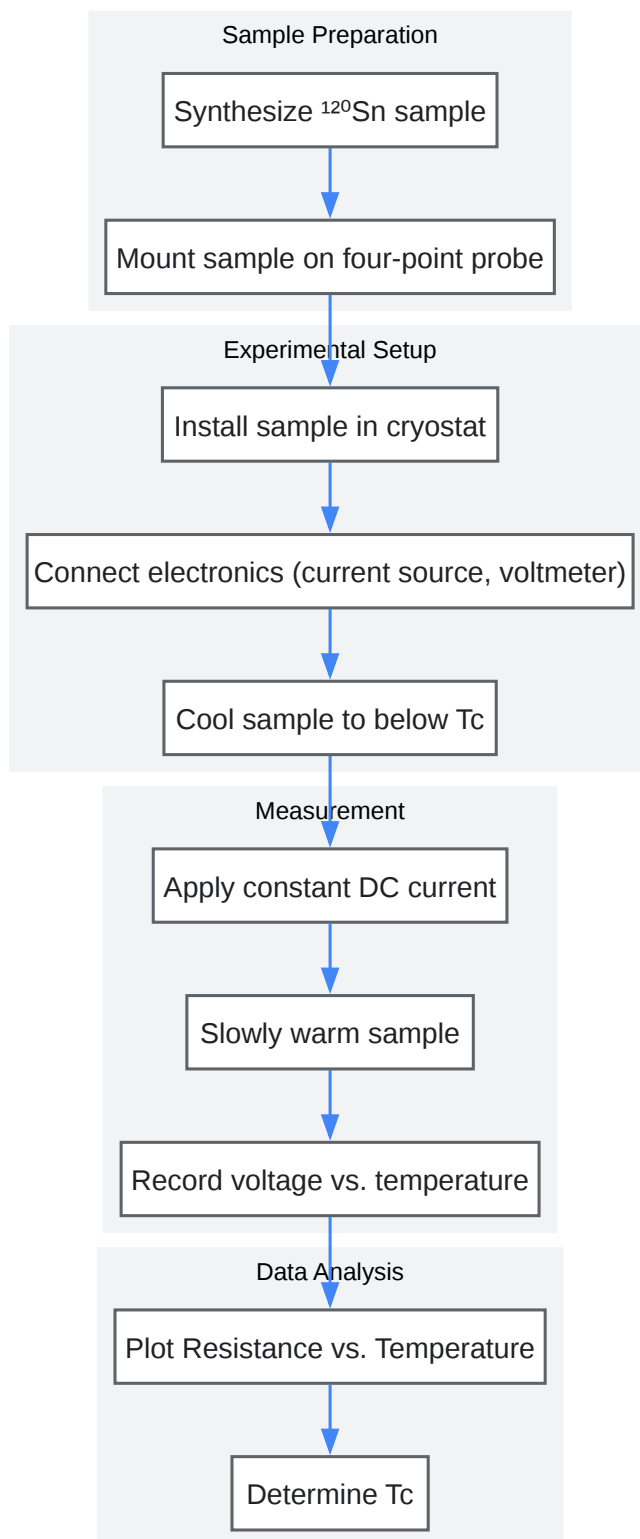 Sample Preparation
Synthesize ¹²⁰Sn sample
Mount sample on four-point probe
Experimental Setup
Install sample in cryostat
Connect electronics (current source, voltmeter)
Cool sample to below Tc
Measurement
Apply constant DC current
Slowly warm sample
Record voltage vs. temperature
Data Analysis
Plot Resistance vs. Temperature
Determine Tc